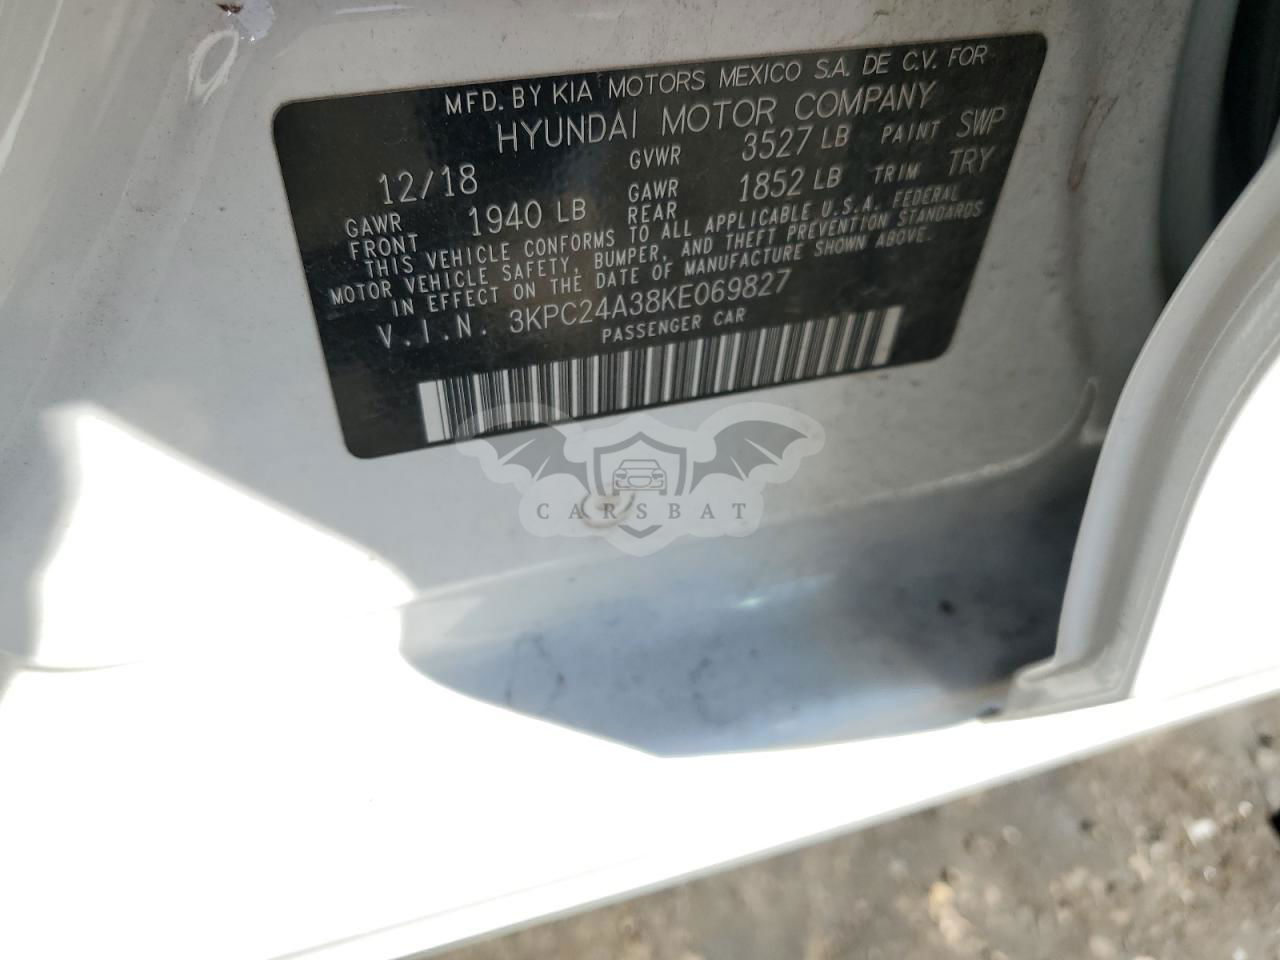 MFD. BY KIA MOTORS MEXICO S.A. DE C.V. FOR
HYUNDAI MOTOR COMPANY
12/18 GVWR 3527 LB PAINT SWP
GAWR FRONT 1940 LB GAWR REAR 1852 LB TRIM TRY
THIS VEHICLE CONFORMS TO ALL APPLICABLE U.S.A. FEDERAL
MOTOR VEHICLE SAFETY, BUMPER, AND THEFT PREVENTION STANDARDS
IN EFFECT ON THE DATE OF MANUFACTURE SHOWN ABOVE.
V.I.N. 3KPC24A38KE069827
PASSENGER CAR
CARSBAT